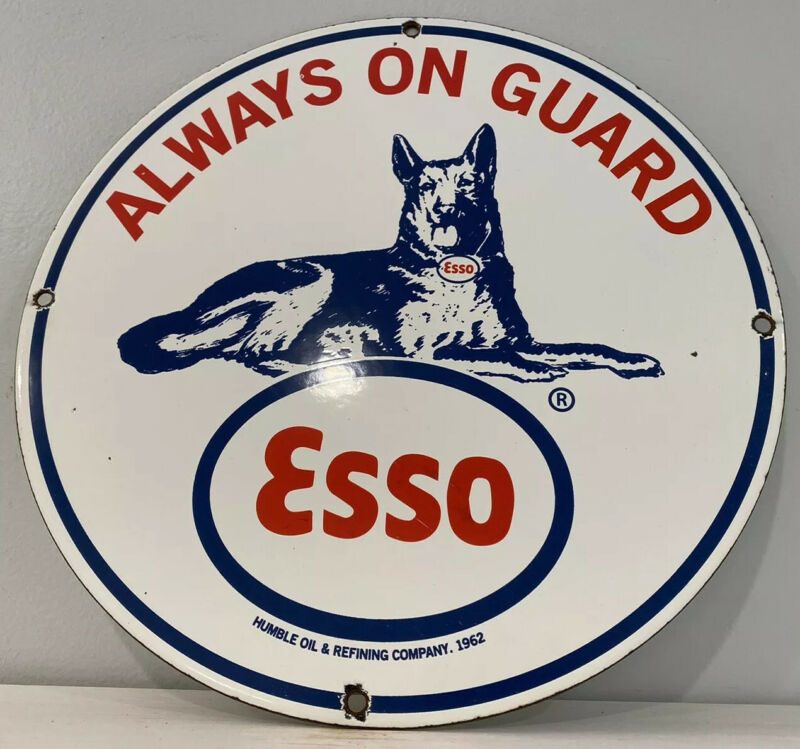 ALWAYS ON GUARD
Esso
®
Esso
HUMBLE OIL & REFINING COMPANY. 1962